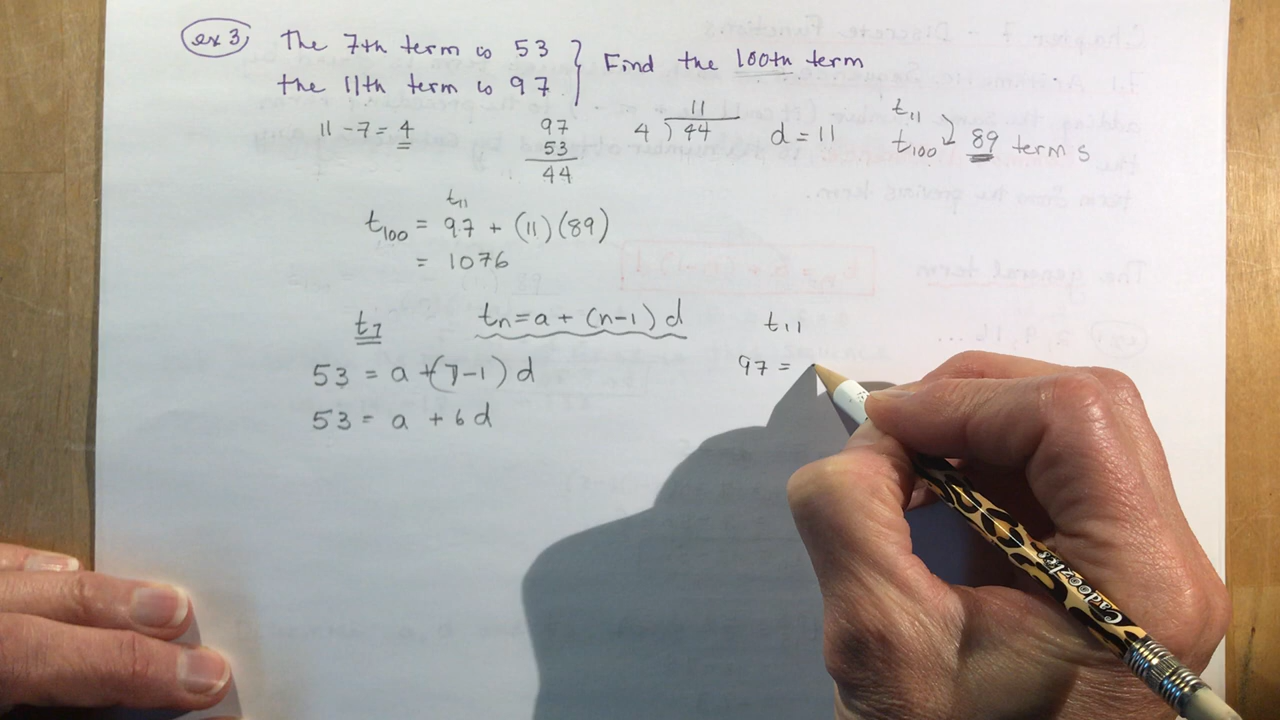 ex 3 The 7th term is 53
the 11th term is 97
Find the 100th term
11 - 7 = 4
97
53
44
11
4 ) 44
d = 11
t11
t100
89 terms
t11
t100 = 97 + (11)(89)
= 1076
t7
tn = a + (n-1) d
t11
53 = a + (7-1) d
97 =
53 = a + 6d
Cadoozles